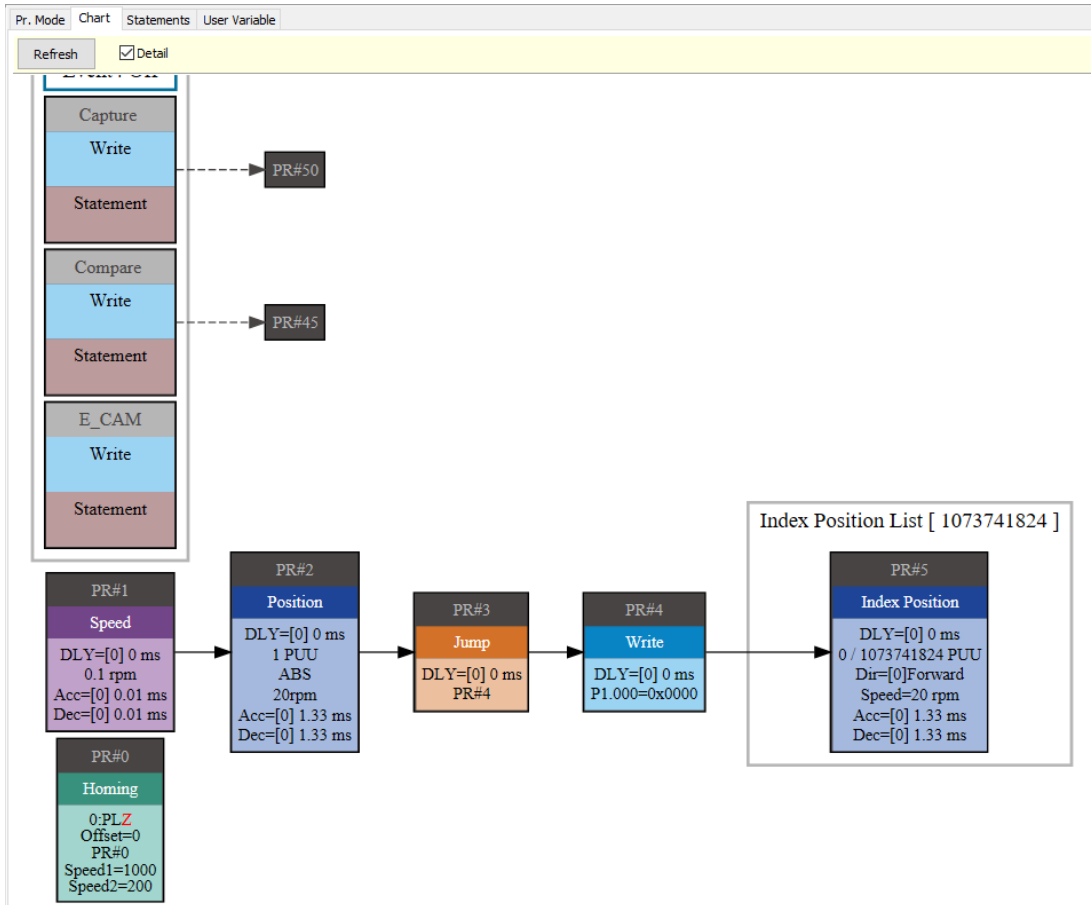 Pr. Mode Chart Statements User Variable
Refresh Detail
Capture
Write
Statement
PR#50
Compare
Write
Statement
PR#45
E_CAM
Write
Statement
PR#1
Speed
DLY=[0] 0 ms
0.1 rpm
Acc=[0] 0.01 ms
Dec=[0] 0.01 ms
PR#2
Position
DLY=[0] 0 ms
1 PUU
ABS
20rpm
Acc=[0] 1.33 ms
Dec=[0] 1.33 ms
PR#3
Jump
DLY=[0] 0 ms
PR#4
PR#4
Write
DLY=[0] 0 ms
P1.000=0x0000
Index Position List [ 1073741824 ]
PR#5
Index Position
DLY=[0] 0 ms
0 / 1073741824 PUU
Dir=[0]Forward
Speed=20 rpm
Acc=[0] 1.33 ms
Dec=[0] 1.33 ms
PR#0
Homing
0:PLZ
Offset=0
PR#0
Speed1=1000
Speed2=200